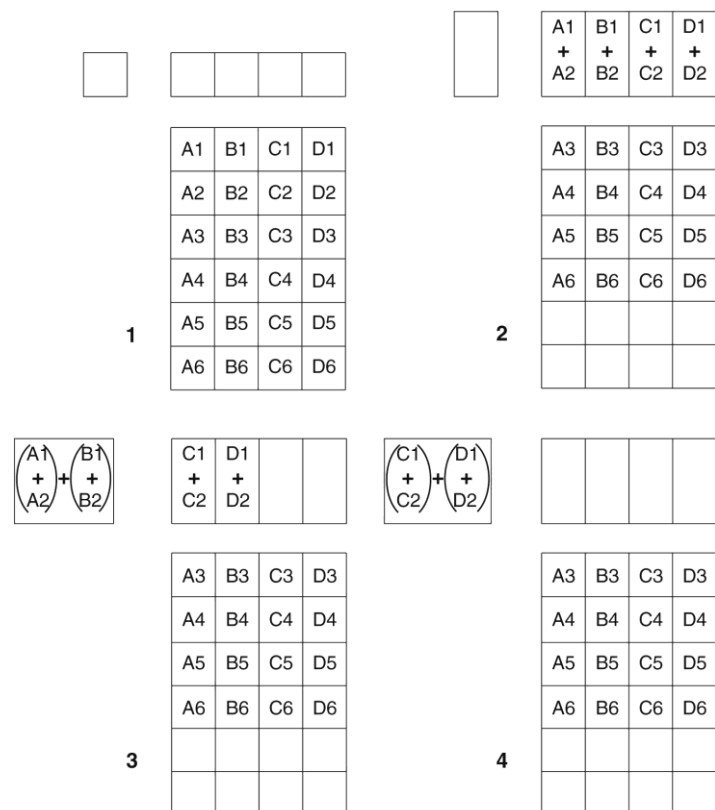 A1 B1 C1 D1
+ + + +
A2 B2 C2 D2
A1 B1 C1 D1
A2 B2 C2 D2
A3 B3 C3 D3
A4 B4 C4 D4
A5 B5 C5 D5
A6 B6 C6 D6
1
A3 B3 C3 D3
A4 B4 C4 D4
A5 B5 C5 D5
A6 B6 C6 D6
2
(A1 + A2) + (B1 + B2)
C1 D1
+ +
C2 D2
A3 B3 C3 D3
A4 B4 C4 D4
A5 B5 C5 D5
A6 B6 C6 D6
3
(C1 + C2) + (D1 + D2)
A3 B3 C3 D3
A4 B4 C4 D4
A5 B5 C5 D5
A6 B6 C6 D6
4